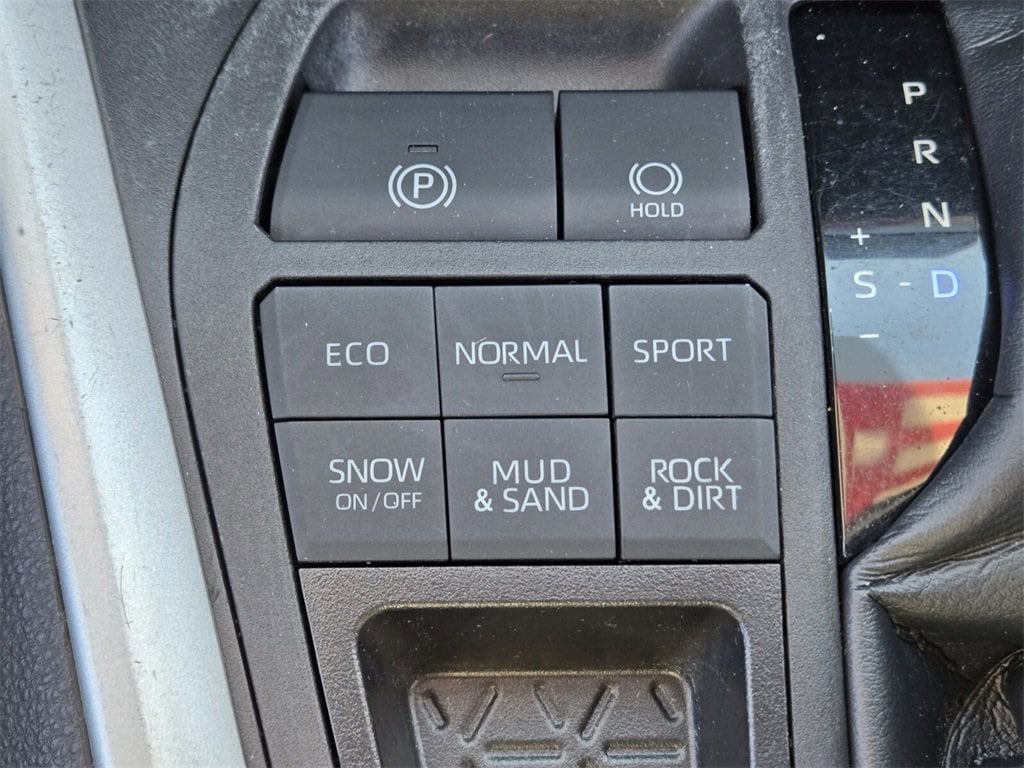 P
HOLD
ECO
NORMAL
SPORT
SNOW
ON/OFF
MUD
& SAND
ROCK
& DIRT
P
R
N
+
S - D
–